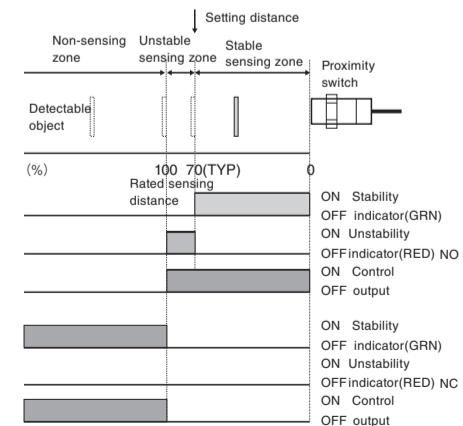 Setting distance
Non-sensing zone
Unstable sensing zone
Stable sensing zone
Proximity switch
Detectable object
(%)
100 70(TYP) 0
Rated sensing distance
ON Stability
OFF indicator(GRN)
ON Unstability
OFF indicator(RED) NO
ON Control
OFF output
ON Stability
OFF indicator(GRN)
ON Unstability
OFF indicator(RED) NC
ON Control
OFF output